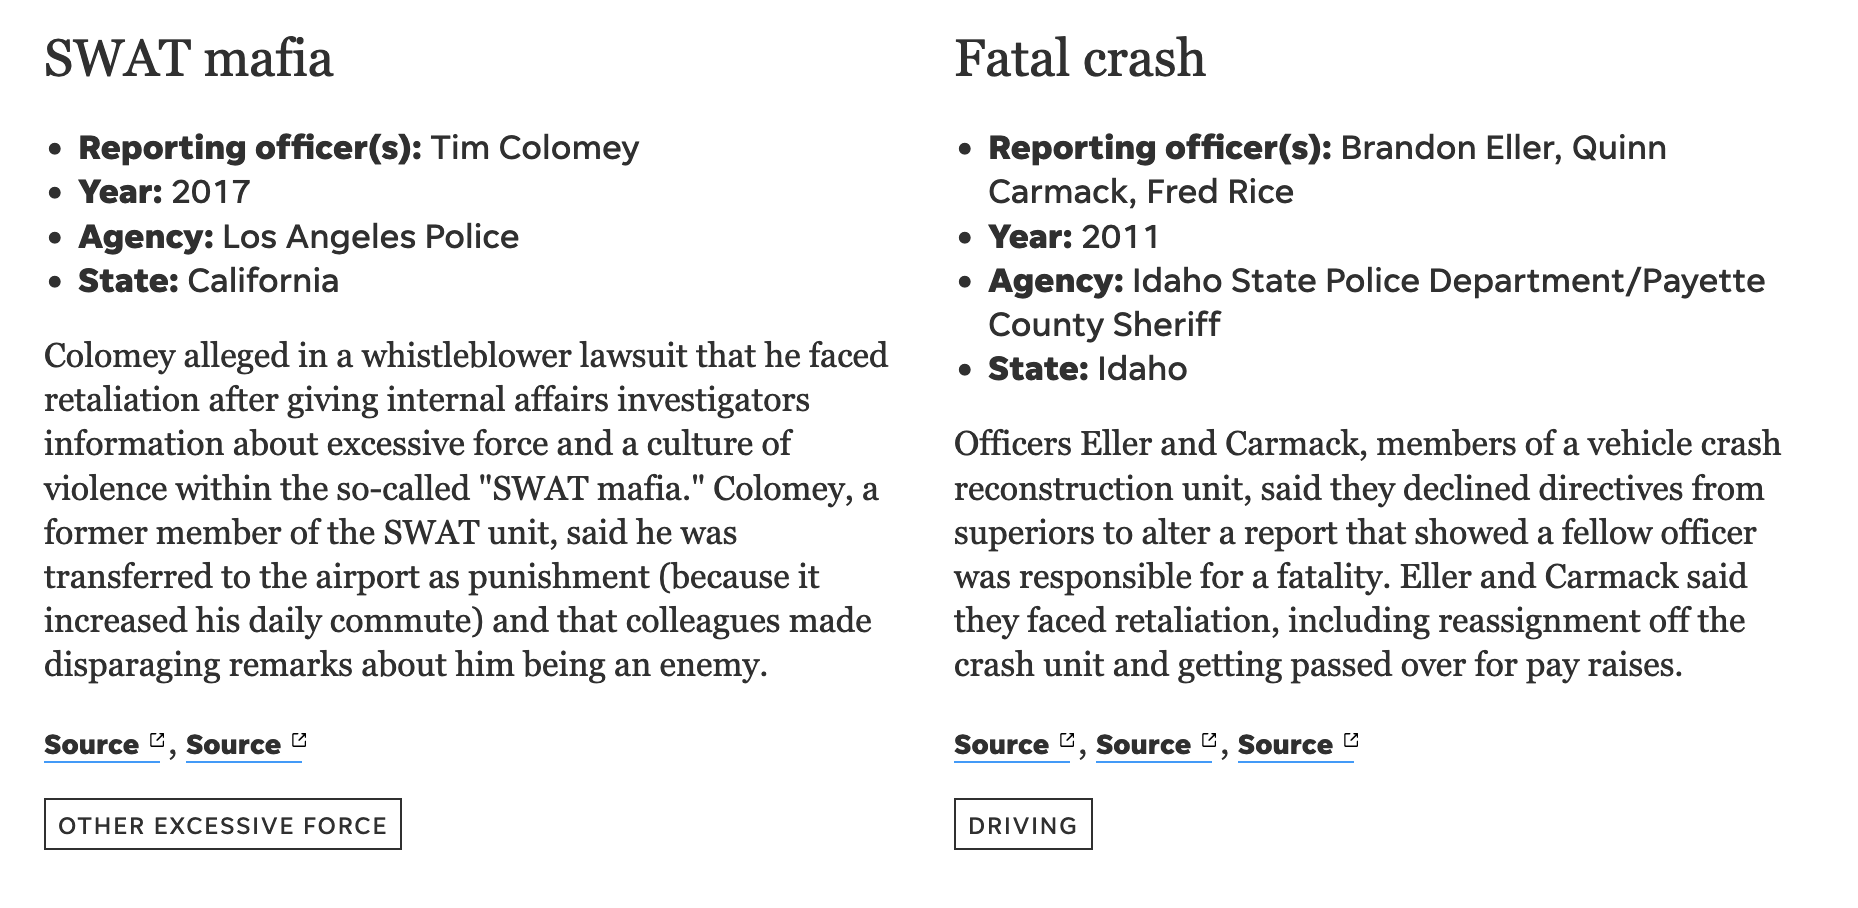 SWAT mafia
• Reporting officer(s): Tim Colomey
• Year: 2017
• Agency: Los Angeles Police
• State: California
Colomey alleged in a whistleblower lawsuit that he faced
retaliation after giving internal affairs investigators
information about excessive force and a culture of
violence within the so-called "SWAT mafia." Colomey, a
former member of the SWAT unit, said he was
transferred to the airport as punishment (because it
increased his daily commute) and that colleagues made
disparaging remarks about him being an enemy.
Source, Source
OTHER EXCESSIVE FORCE
Fatal crash
• Reporting officer(s): Brandon Eller, Quinn
Carmack, Fred Rice
• Year: 2011
• Agency: Idaho State Police Department/Payette
County Sheriff
• State: Idaho
Officers Eller and Carmack, members of a vehicle crash
reconstruction unit, said they declined directives from
superiors to alter a report that showed a fellow officer
was responsible for a fatality. Eller and Carmack said
they faced retaliation, including reassignment off the
crash unit and getting passed over for pay raises.
Source, Source, Source
DRIVING